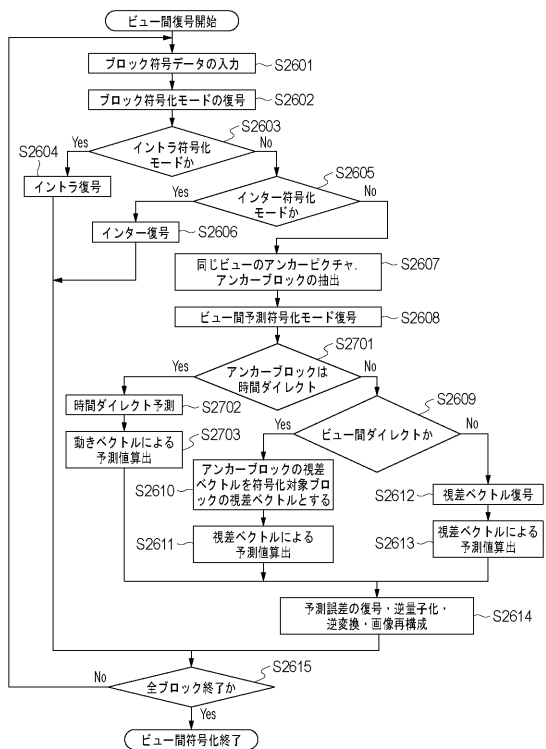 ビュー間復号開始
ブロック符号データの入力
S2601
ブロック符号化モードの復号
S2602
S2603
イントラ符号化
モードか
Yes
No
S2604
イントラ復号
S2605
インター符号化
モードか
Yes
No
インター復号
S2606
同じビューのアンカーピクチャ,
アンカーブロックの抽出
S2607
ビュー間予測符号化モード復号
S2608
S2701
アンカーブロックは
時間ダイレクト
Yes
No
時間ダイレクト予測
S2702
動きベクトルによる
予測値算出
S2703
S2609
ビュー間ダイレクトか
Yes
No
アンカーブロックの視差
ベクトルを符号化対象ブロ
ックの視差ベクトルとする
S2610
視差ベクトルによる
予測値算出
S2611
視差ベクトル復号
S2612
視差ベクトルによる
予測値算出
S2613
予測誤差の復号・逆量子化・
逆変換・画像再構成
S2614
S2615
全ブロック終了か
No
Yes
ビュー間符号化終了